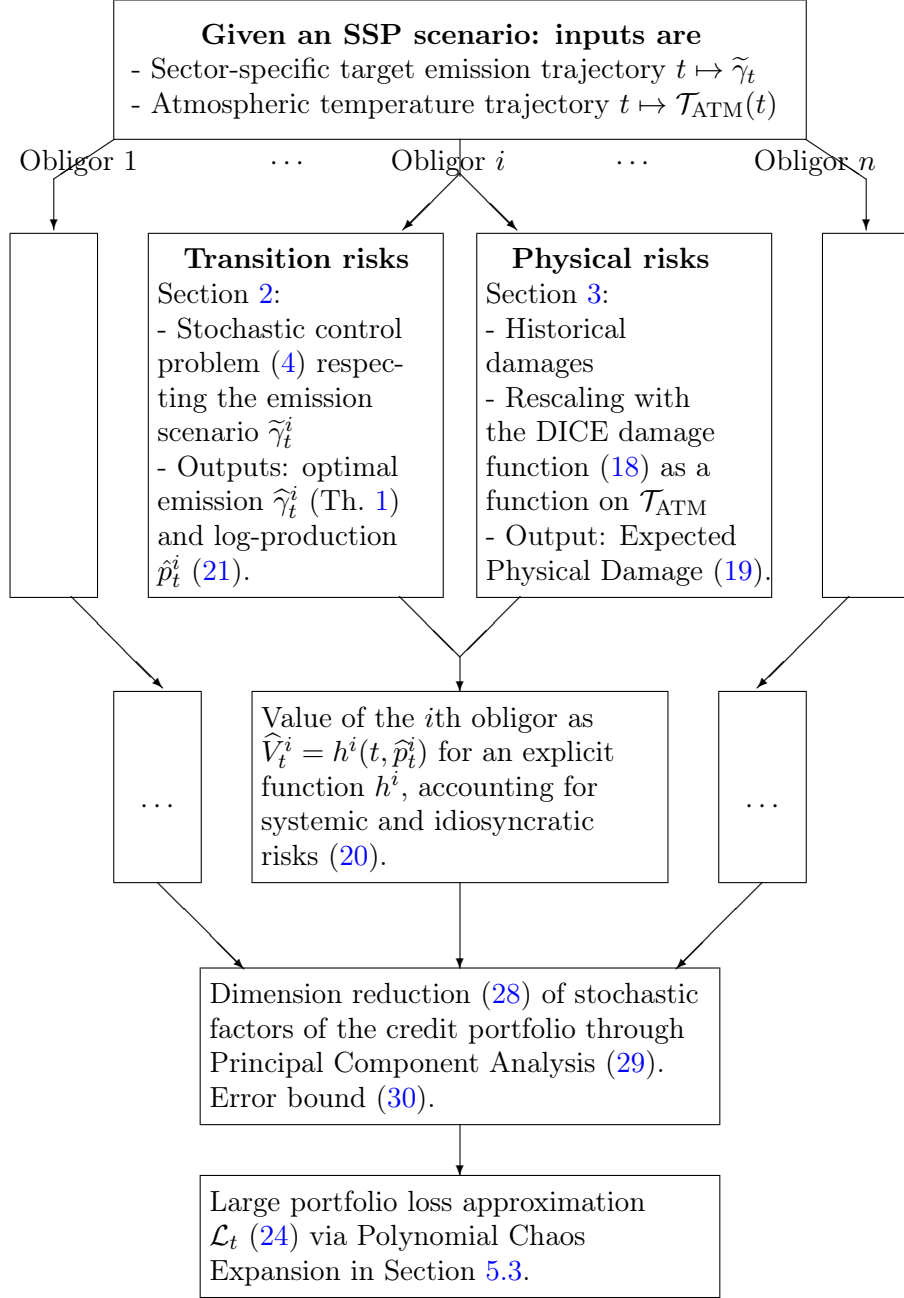 Given an SSP scenario: inputs are
- Sector-specific target emission trajectory t ↦ γ̃_t
- Atmospheric temperature trajectory t ↦ 𝒯_ATM(t)
Obligor 1 ⋯ Obligor i ⋯ Obligor n
Transition risks
Section 2:
- Stochastic control
problem (4) respec-
ting the emission
scenario γ̃_t^i
- Outputs: optimal
emission γ̂_t^i (Th. 1)
and log-production
p̂_t^i (21).
Physical risks
Section 3:
- Historical
damages
- Rescaling with
the DICE damage
function (18) as a
function on 𝒯_ATM
- Output: Expected
Physical Damage (19).
...
Value of the ith obligor as
V̂_t^i = h^i(t, p̂_t^i) for an explicit
function h^i, accounting for
systemic and idiosyncratic
risks (20).
...
Dimension reduction (28) of stochastic
factors of the credit portfolio through
Principal Component Analysis (29).
Error bound (30).
Large portfolio loss approximation
ℒ_t (24) via Polynomial Chaos
Expansion in Section 5.3.